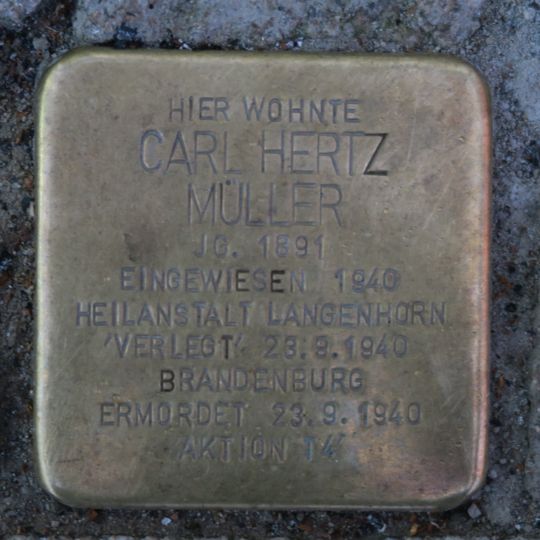 HIER WOHNTE
CARL HERTZ
MÜLLER
JG. 1891
EINGEWIESEN 1940
HEILANSTALT LANGENHORN
'VERLEGT' 23.9.1940
BRANDENBURG
ERMORDET 23.9.1940
'AKTION T4'